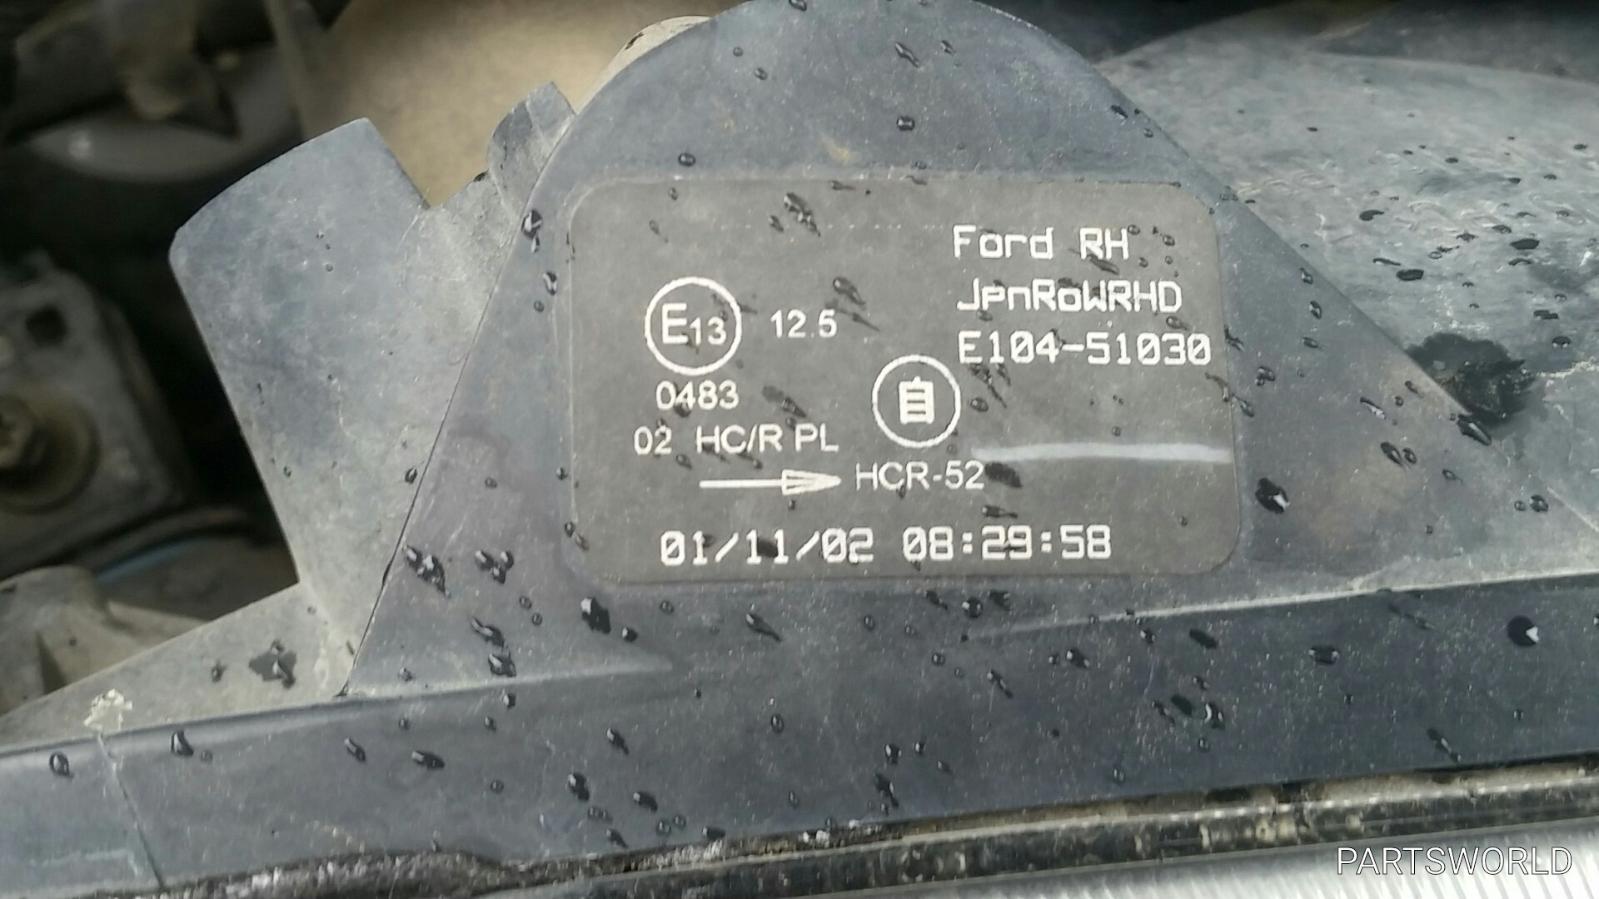 Ford RH
JpnRoWRHD
E104-51030
E13 12.5
0483
自
02 HC/R PL
HCR-52
01/11/02 08:29:58
PARTSWORLD